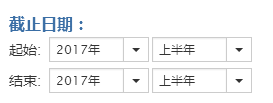 截止日期：
起始: 2017年 上半年
结束: 2017年 上半年